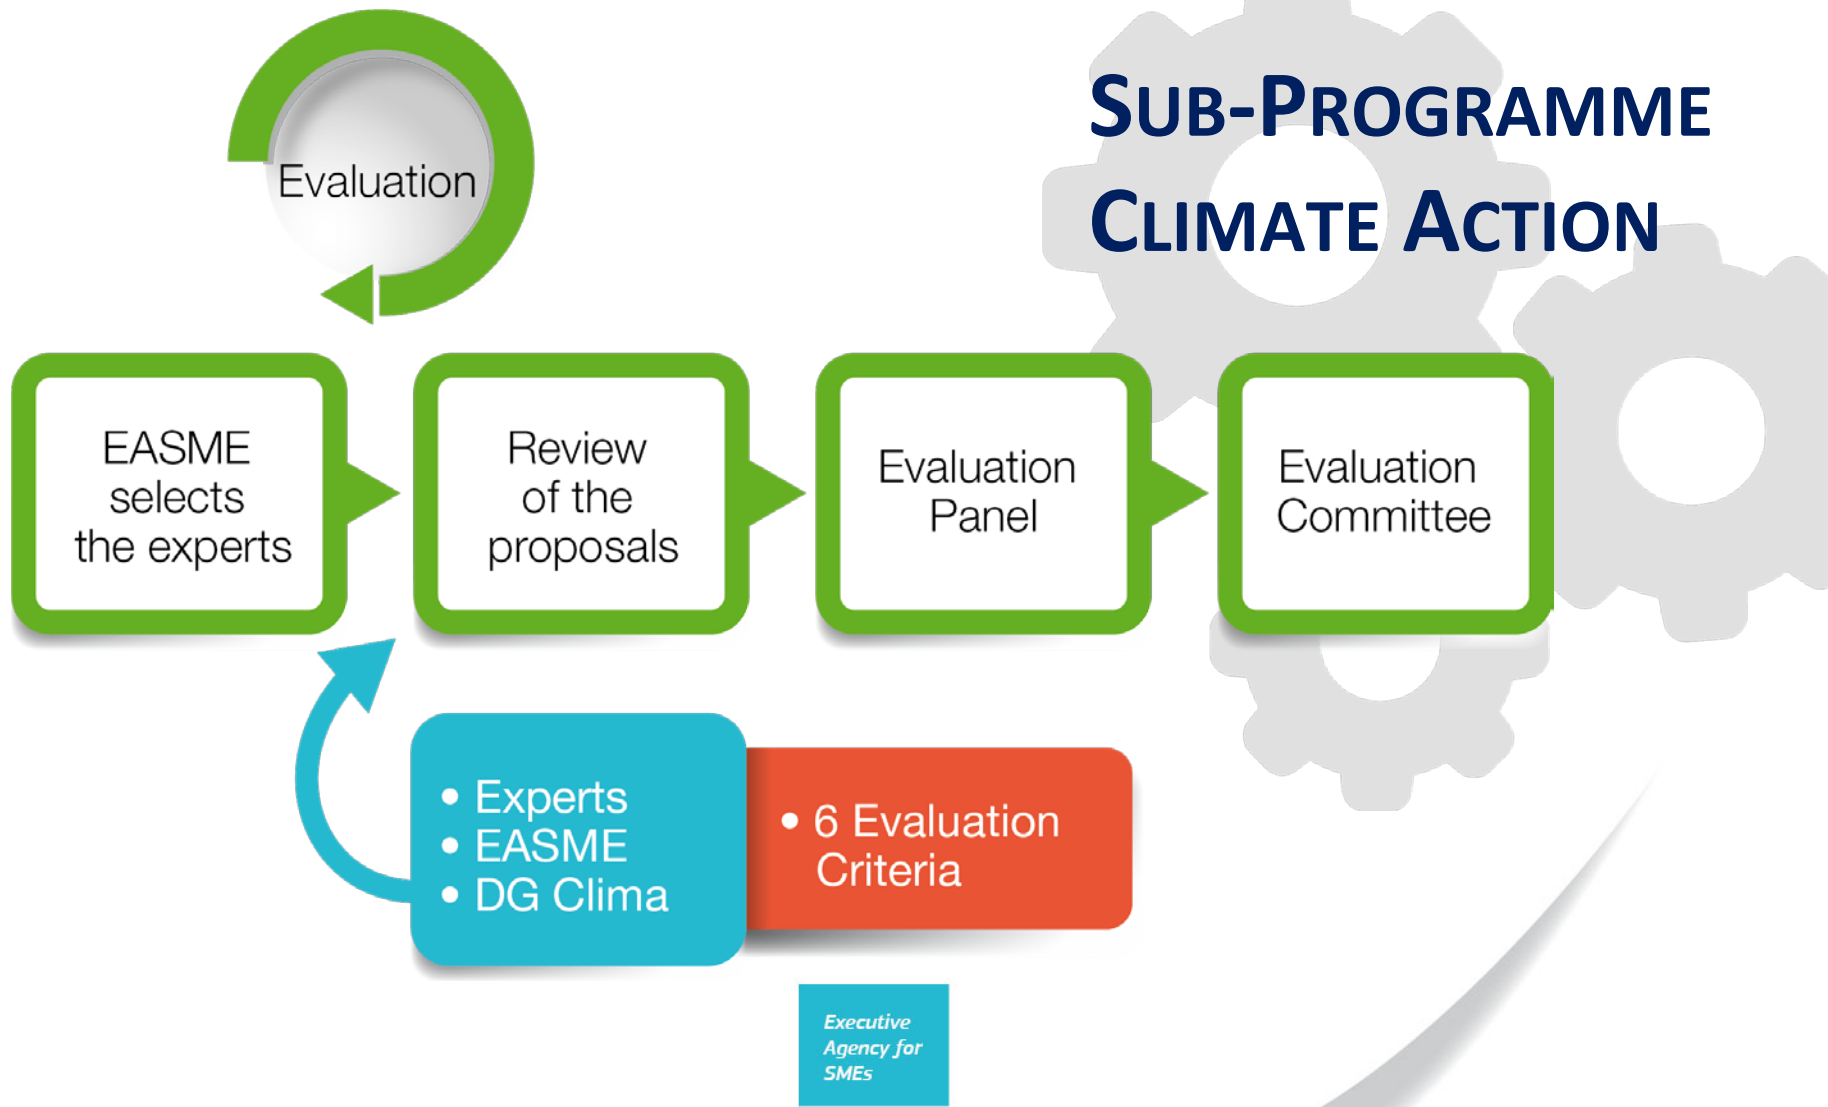 SUB-PROGRAMME
CLIMATE ACTION
Evaluation
EASME
selects
the experts
Review
of the
proposals
Evaluation
Panel
Evaluation
Committee
• Experts
• EASME
• DG Clima
• 6 Evaluation
Criteria
Executive
Agency for
SMEs